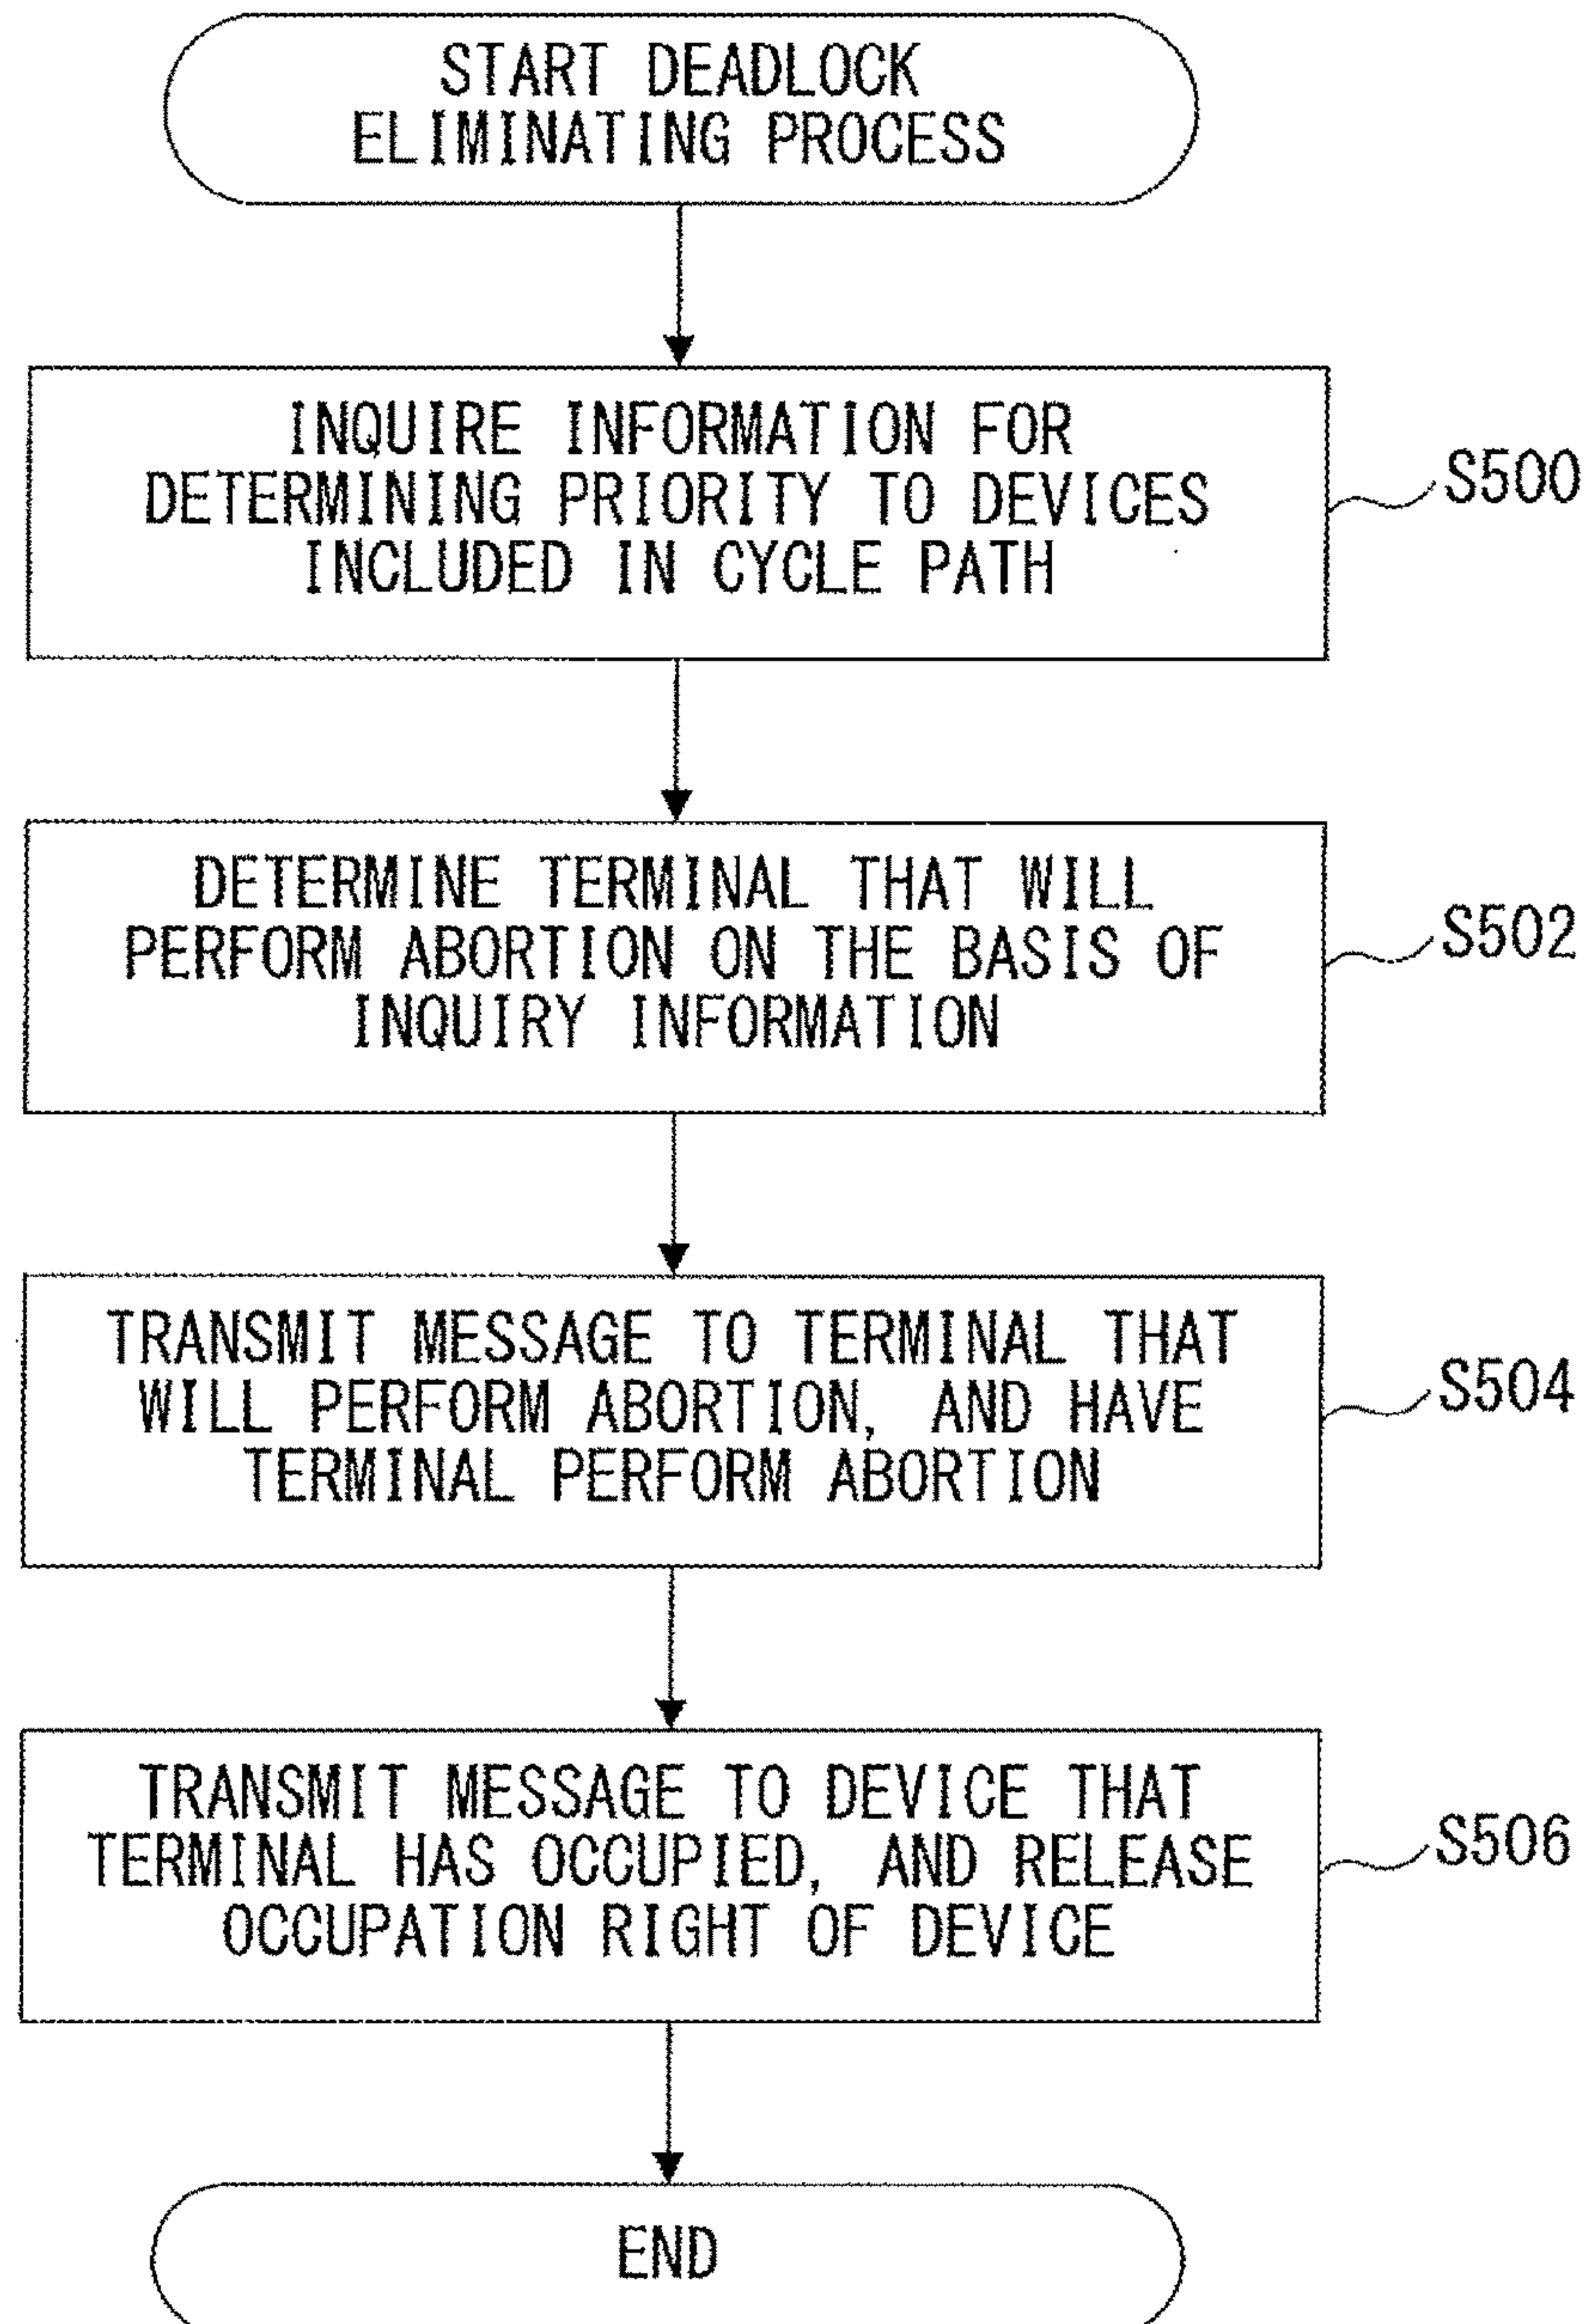 START DEADLOCK
ELIMINATING PROCESS
INQUIRE INFORMATION FOR
DETERMINING PRIORITY TO DEVICES
INCLUDED IN CYCLE PATH
S500
DETERMINE TERMINAL THAT WILL
PERFORM ABORTION ON THE BASIS OF
INQUIRY INFORMATION
S502
TRANSMIT MESSAGE TO TERMINAL THAT
WILL PERFORM ABORTION, AND HAVE
TERMINAL PERFORM ABORTION
S504
TRANSMIT MESSAGE TO DEVICE THAT
TERMINAL HAS OCCUPIED, AND RELEASE
OCCUPATION RIGHT OF DEVICE
S506
END